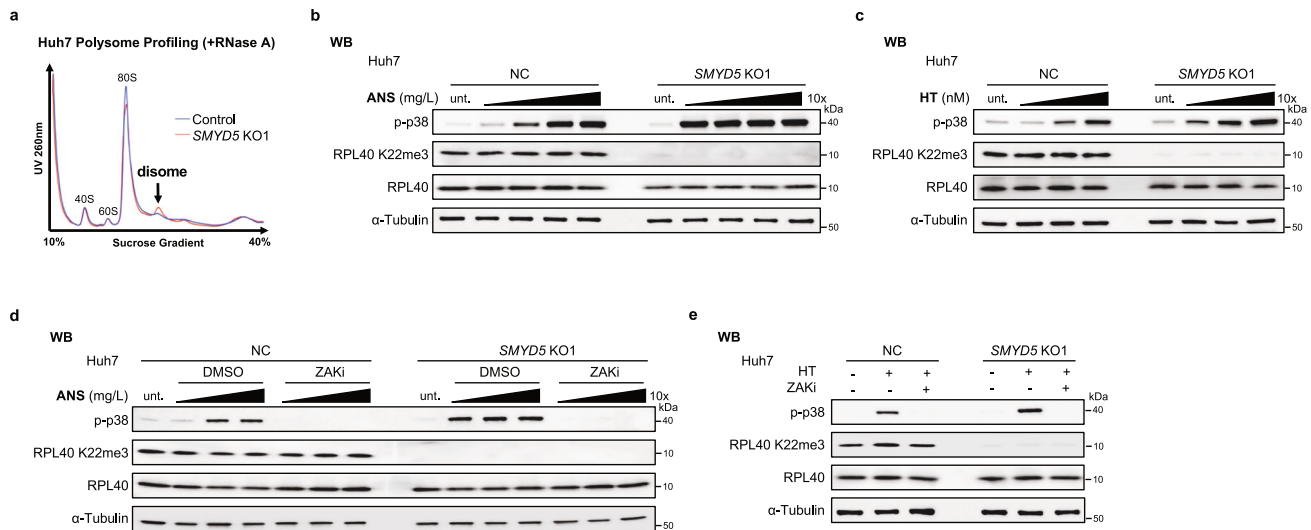 a
Huh7 Polysome Profiling (+RNase A)
80S
Control
SMYD5 KO1
disome
40S
60S
UV 260nm
10%
Sucrose Gradient
40%
b
WB
Huh7
NC
SMYD5 KO1
ANS (mg/L)
unt.
unt.
10x
kDa
p-p38
40
RPL40 K22me3
10
RPL40
10
α-Tubulin
50
c
WB
Huh7
NC
SMYD5 KO1
HT (nM)
unt.
unt.
10x
kDa
p-p38
40
RPL40 K22me3
10
RPL40
10
α-Tubulin
50
d
WB
Huh7
NC
SMYD5 KO1
DMSO
ZAKi
DMSO
ZAKi
ANS (mg/L)
unt.
unt.
10x
kDa
p-p38
40
RPL40 K22me3
10
RPL40
10
α-Tubulin
50
e
WB
Huh7
NC
SMYD5 KO1
HT - + + - + +
ZAKi - - + - - +
kDa
p-p38
40
RPL40 K22me3
10
RPL40
10
α-Tubulin
50